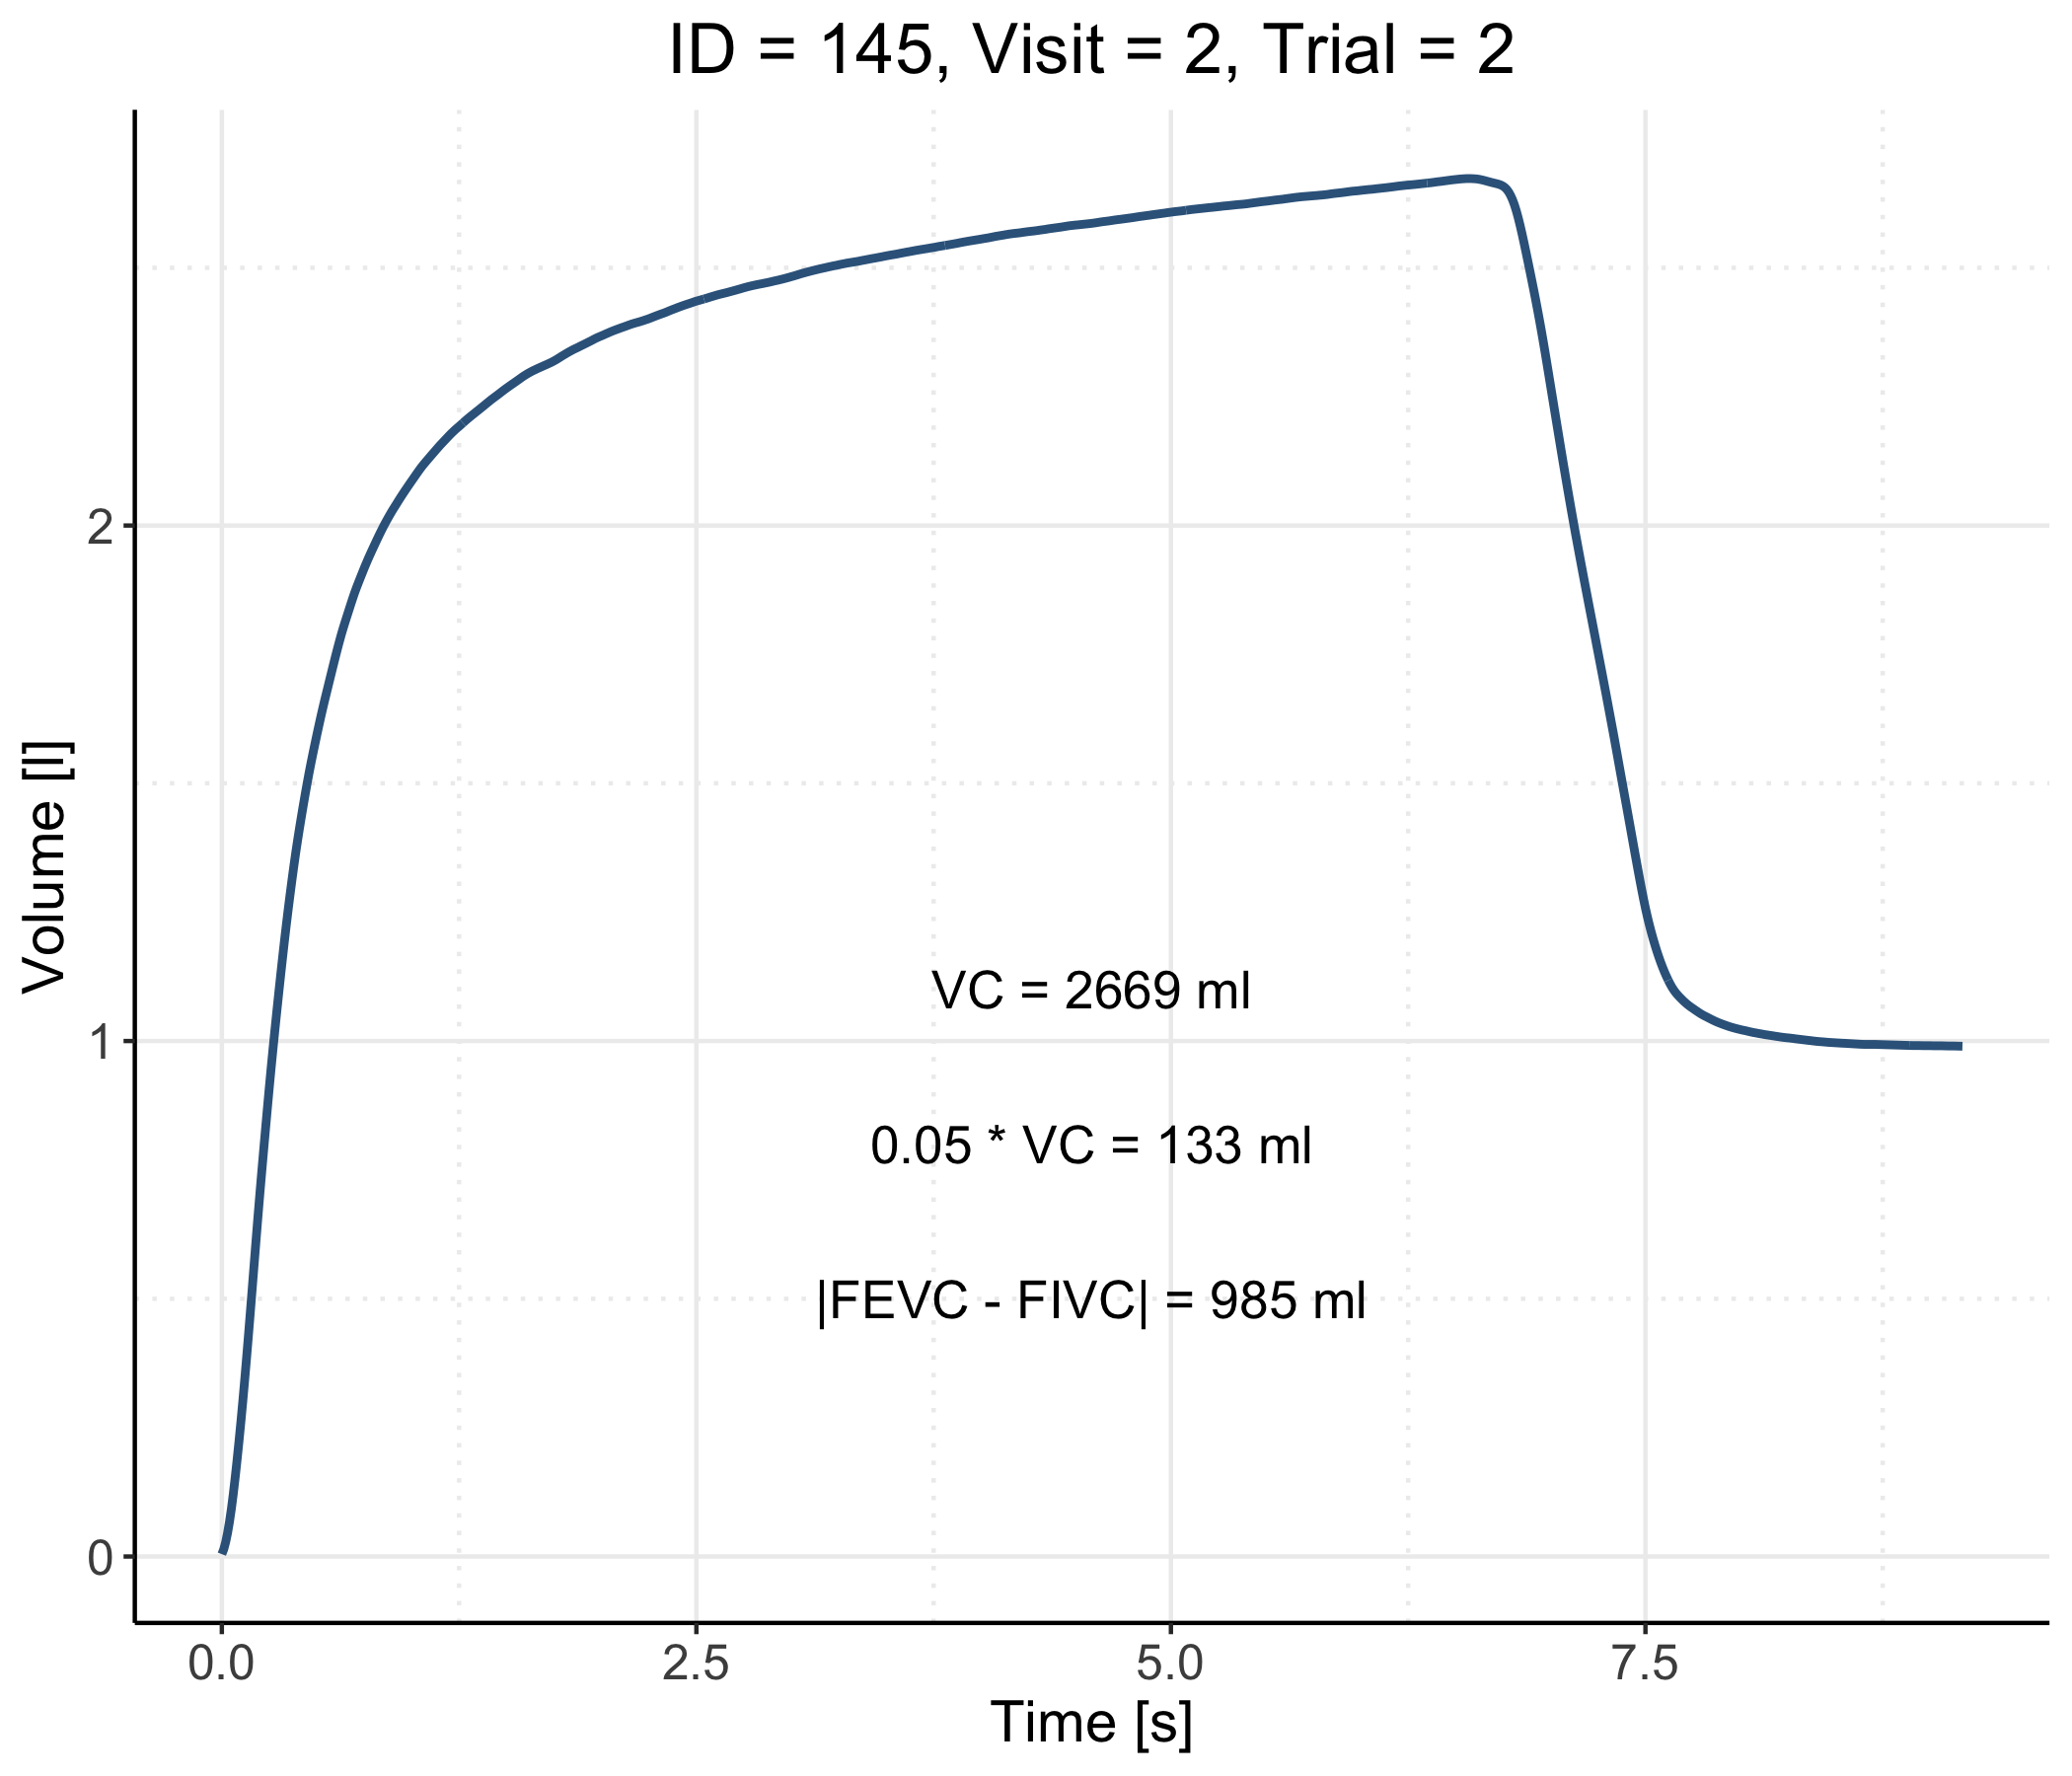 ID = 145, Visit = 2, Trial = 2
Volume [l]
2
1
0
VC = 2669 ml
0.05 * VC = 133 ml
|FEVC - FIVC| = 985 ml
0.0 2.5 5.0 7.5
Time [s]